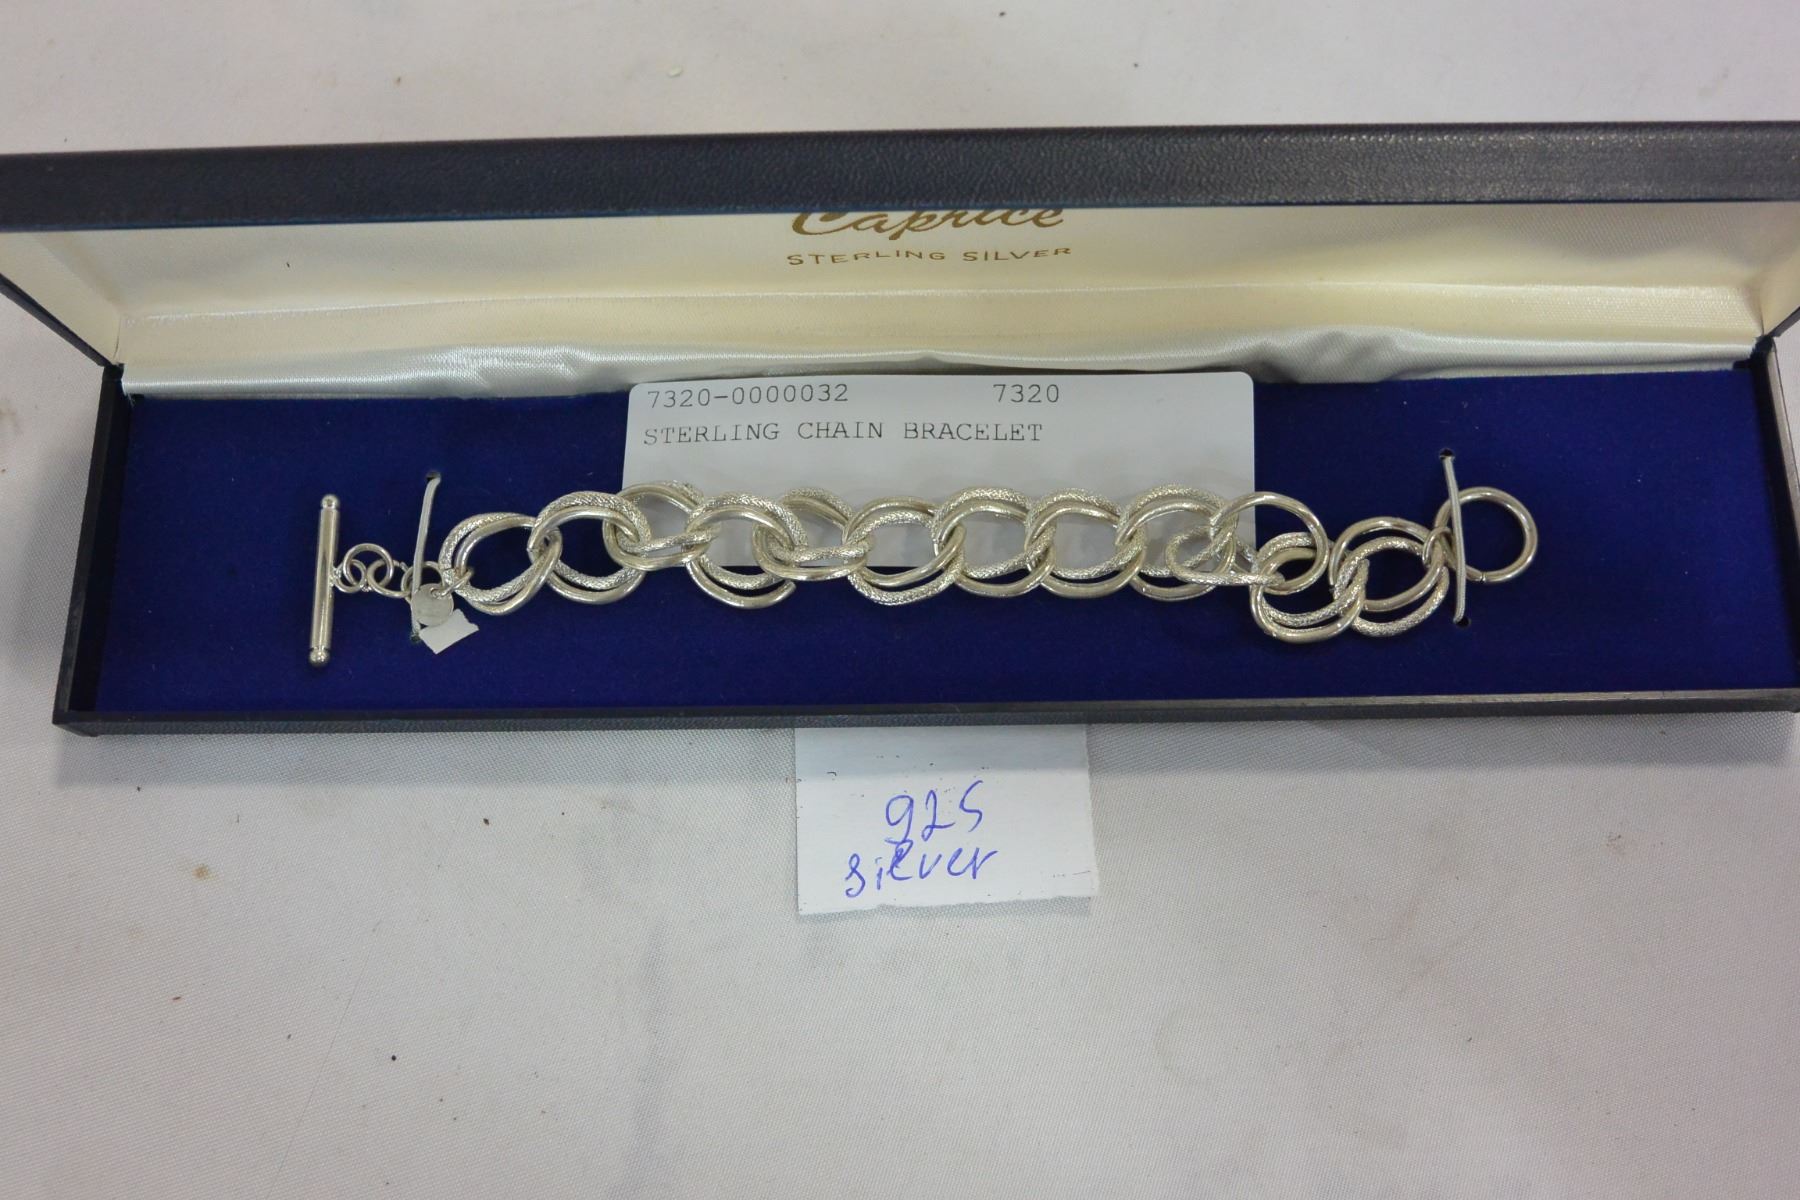 Caprice
STERLING SILVER
7320-0000032 7320
STERLING CHAIN BRACELET
925
silver